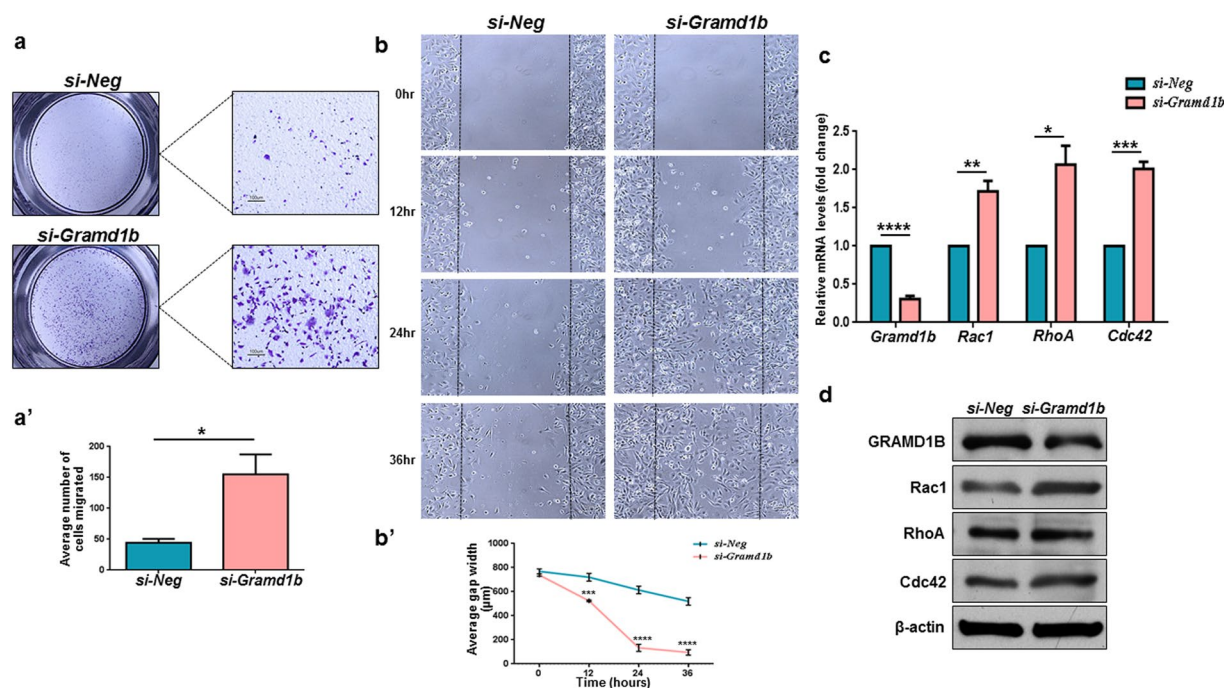 a
si-Neg
100μm
si-Gramd1b
100μm
a'
Average number of
cells migrated
200
150
100
50
0
*
si-Neg
si-Gramd1b
b
si-Neg
si-Gramd1b
0hr
12hr
24hr
36hr
b'
si-Neg
si-Gramd1b
Average gap width
(μm)
1000
800
600
400
200
0
***
****
****
0
12
24
36
Time (hours)
c
si-Neg
si-Gramd1b
Relative mRNA levels (fold change)
2.5
2.0
1.5
1.0
0.5
0.0
****
**
*
***
Gramd1b
Rac1
RhoA
Cdc42
d
si-Neg si-Gramd1b
GRAMD1B
Rac1
RhoA
Cdc42
β-actin